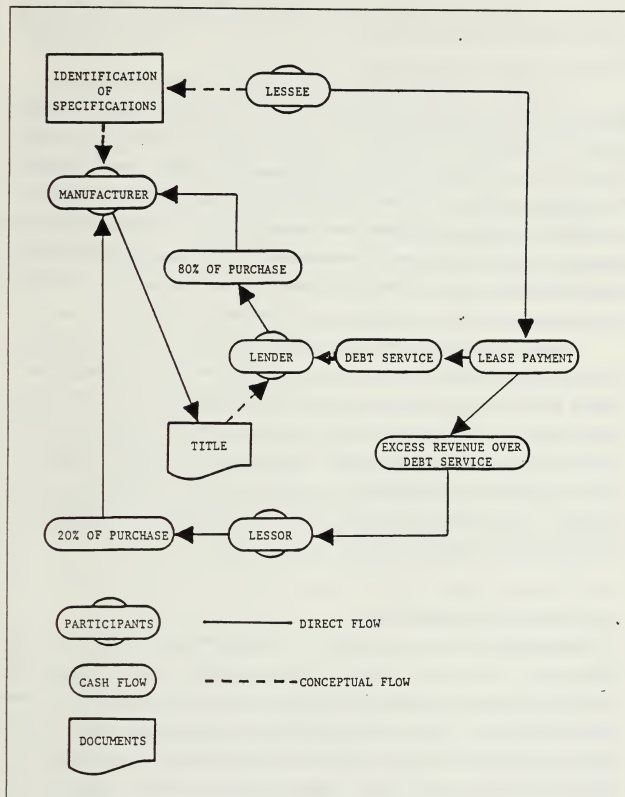 IDENTIFICATION
OF
SPECIFICATIONS
LESSEE
MANUFACTURER
80% OF PURCHASE
LENDER
DEBT SERVICE
LEASE PAYMENT
TITLE
EXCESS REVENUE OVER
DEBT SERVICE
20% OF PURCHASE
LESSOR
PARTICIPANTS
DIRECT FLOW
CASH FLOW
CONCEPTUAL FLOW
DOCUMENTS